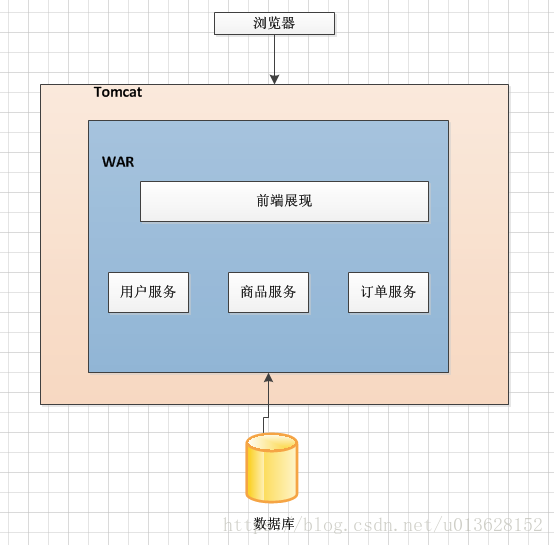 浏览器
Tomcat
WAR
前端展现
用户服务
商品服务
订单服务
数据库
http://blog.csdn.net/u013628152